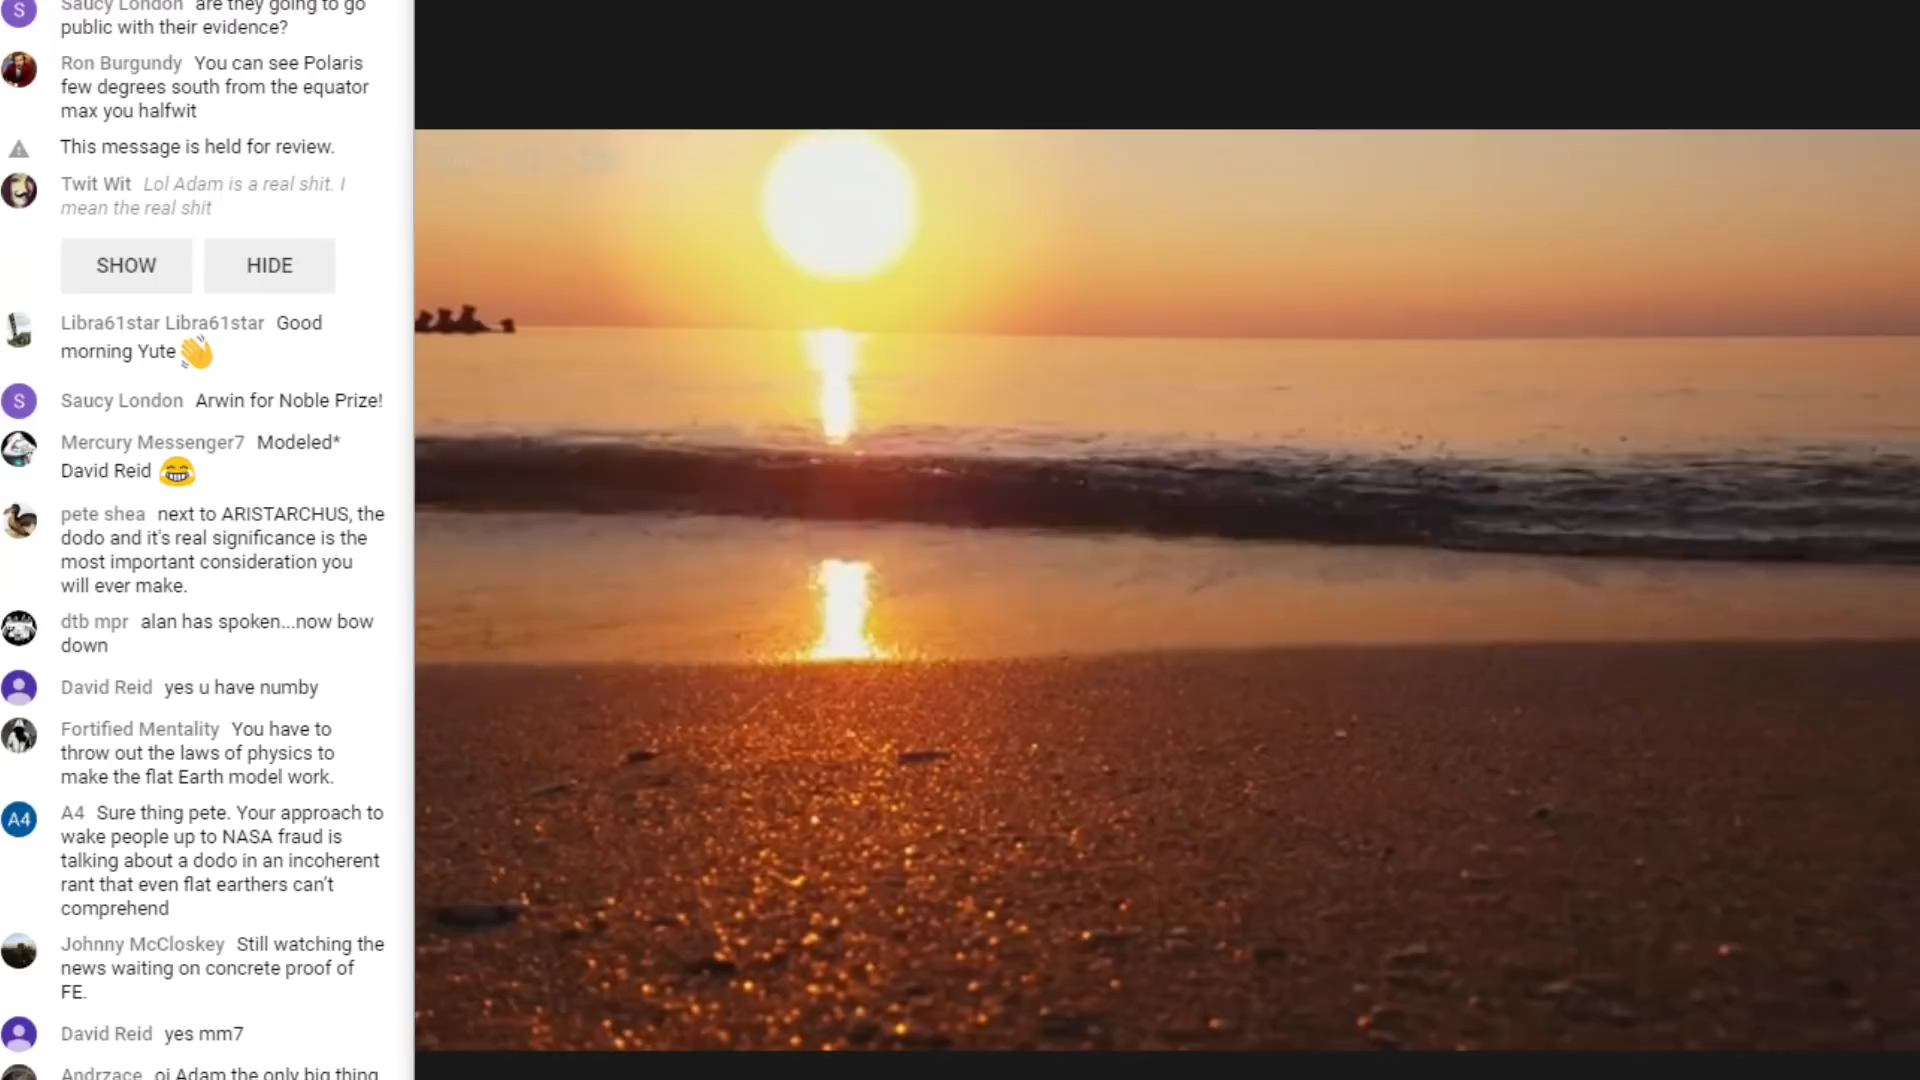 S
Saucy London are they going to go
public with their evidence?
Ron Burgundy You can see Polaris
few degrees south from the equator
max you halfwit
This message is held for review.
Twit Wit Lol Adam is a real shit. I
mean the real shit
SHOW HIDE
Libra61star Libra61star Good
morning Yute
S
Saucy London Arwin for Noble Prize!
Mercury Messenger7 Modeled*
David Reid
pete shea next to ARISTARCHUS, the
dodo and it's real significance is the
most important consideration you
will ever make.
dtb mpr alan has spoken...now bow
down
David Reid yes u have numby
Fortified Mentality You have to
throw out the laws of physics to
make the flat Earth model work.
A4
A4 Sure thing pete. Your approach to
wake people up to NASA fraud is
talking about a dodo in an incoherent
rant that even flat earthers can't
comprehend
Johnny McCloskey Still watching the
news waiting on concrete proof of
FE.
David Reid yes mm7
Andrzace oi Adam the only big thing